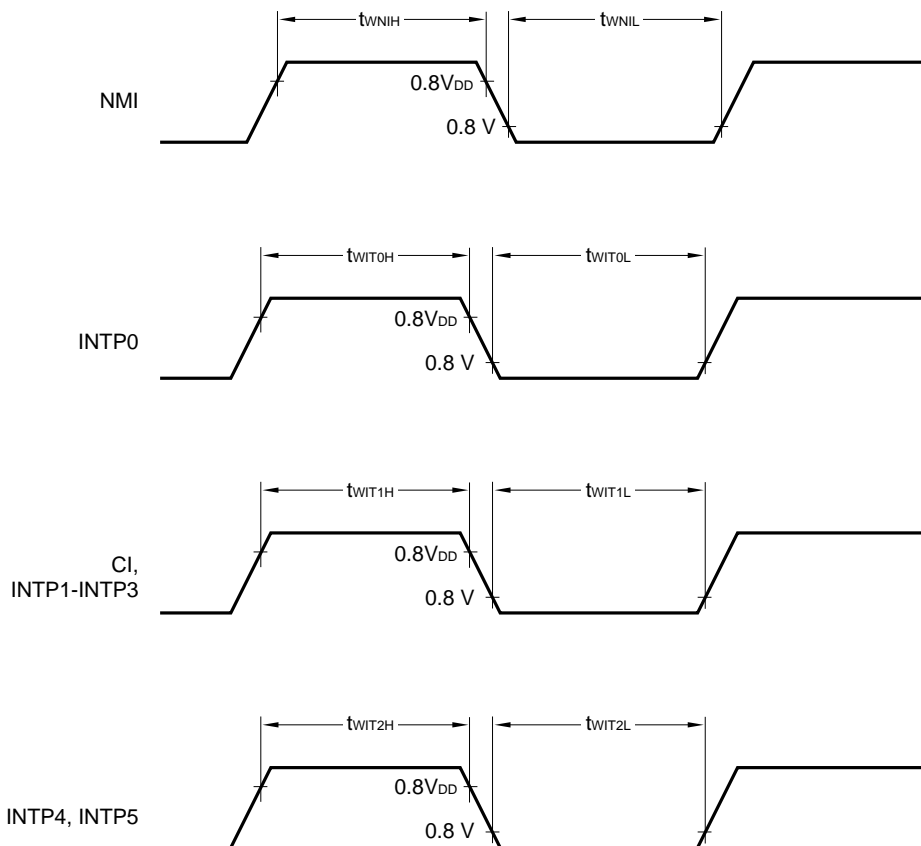 tWNIH tWNIL
NMI
0.8VDD
0.8 V
tWIT0H tWIT0L
INTP0
0.8VDD
0.8 V
tWIT1H tWIT1L
CI,
INTP1-INTP3
0.8VDD
0.8 V
tWIT2H tWIT2L
INTP4, INTP5
0.8VDD
0.8 V